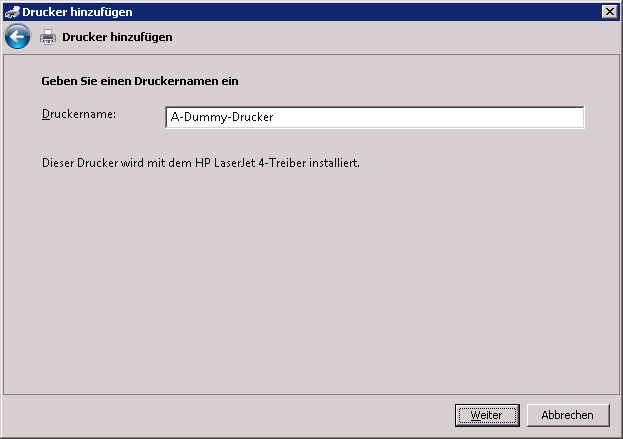 Drucker hinzufügen
Drucker hinzufügen
Geben Sie einen Druckernamen ein
Druckername: A-Dummy-Drucker
Dieser Drucker wird mit dem HP LaserJet 4-Treiber installiert.
Weiter Abbrechen